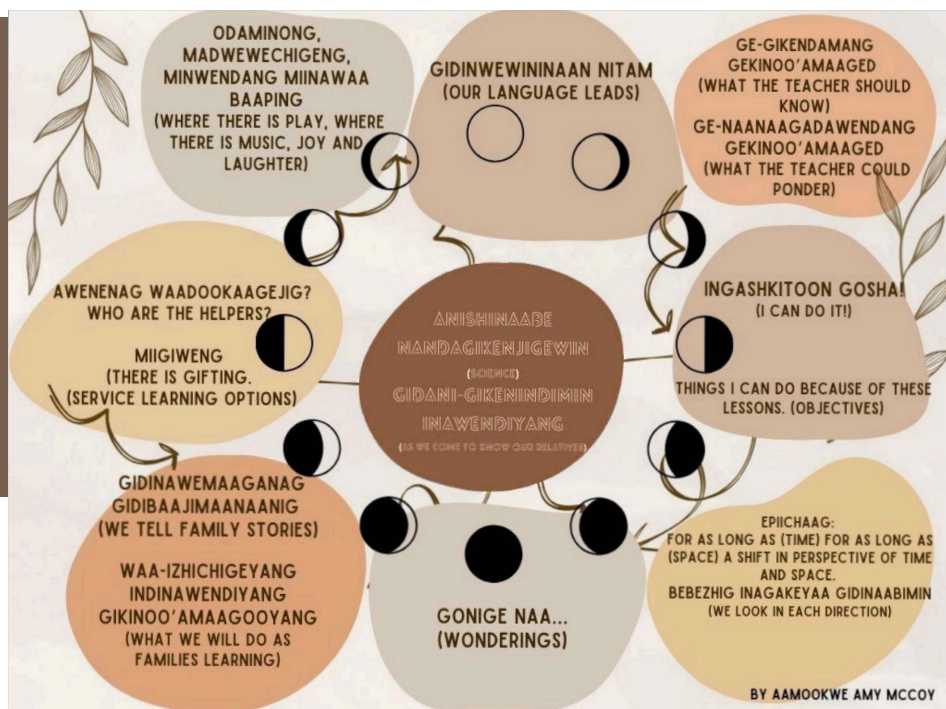 ODAMINONG,
MADWEWECHIGENG,
MINWENDANG MIINAWAA
BAAPING
(WHERE THERE IS PLAY, WHERE
THERE IS MUSIC, JOY AND
LAUGHTER)
GIDINWEWININAAN NITAM
(OUR LANGUAGE LEADS)
GE-GIKENDAMANG
GEKINOO'AMAAGED
(WHAT THE TEACHER SHOULD
KNOW)
GE-NAANAAGADAWENDANG
GEKINOO'AMAAGED
(WHAT THE TEACHER COULD
PONDER)
AWENENAG WAADOOKAAGEJIG?
WHO ARE THE HELPERS?
MIIGIWENG
(THERE IS GIFTING.
(SERVICE LEARNING OPTIONS)
ANISHINAABE
NANDAGIKENJIGEWIN
(SCIENCE)
GIDANI-GIKENINDIMIN
INAWENDIYANG
(AS WE COME TO KNOW OUR RELATIVES)
INGASHKITOON GOSHA!
(I CAN DO IT!)
THINGS I CAN DO BECAUSE OF THESE
LESSONS. (OBJECTIVES)
GIDINAWEMAAGANAG
GIDIBAAJIMAANAANIG
(WE TELL FAMILY STORIES)
WAA-IZHICHIGEYANG
INDINAWENDIYANG
GIKINOO'AMAAGOOYANG
(WHAT WE WILL DO AS
FAMILIES LEARNING)
GONIGE NAA...
(WONDERINGS)
EPIICHAAG:
FOR AS LONG AS (TIME) FOR AS LONG AS
(SPACE) A SHIFT IN PERSPECTIVE OF TIME
AND SPACE.
BEBEZHIG INAGAKEYAA GIDINAABIMIN
(WE LOOK IN EACH DIRECTION)
BY AAMOOKWE AMY MCCOY